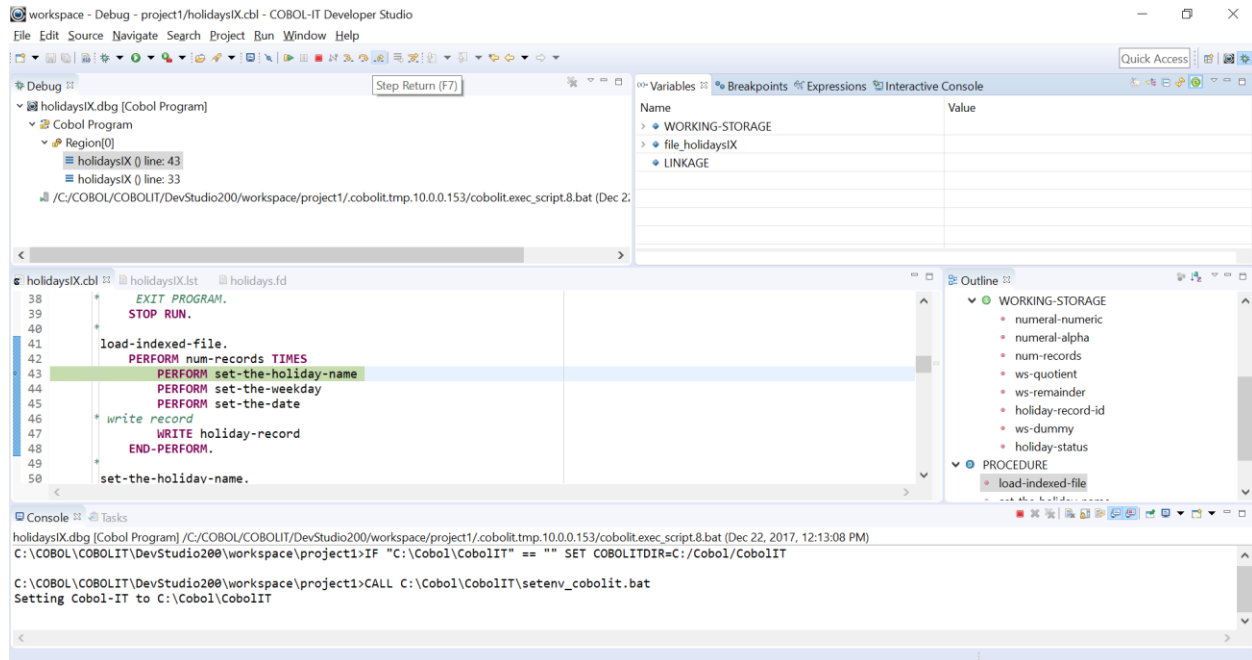 workspace - Debug - project1/holidaysIX.cbl - COBOL-IT Developer Studio
File Edit Source Navigate Search Project Run Window Help
Quick Access
Step Return (F7)
Debug
holidaysIX.dbg [Cobol Program]
Cobol Program
Region[0]
holidaysIX () line: 43
holidaysIX () line: 33
/C:/COBOL/COBOLIT/DevStudio200/workspace/project1/.cobolit.tmp.10.0.0.153/cobolit.exec_script.8.bat (Dec 22
Variables Breakpoints Expressions Interactive Console
Name Value
WORKING-STORAGE
file_holidaysIX
LINKAGE
holidaysIX.cbl holidaysIX.lst holidays.fd
38 * EXIT PROGRAM.
39 STOP RUN.
40 *
41 load-indexed-file.
42 PERFORM num-records TIMES
43 PERFORM set-the-holiday-name
44 PERFORM set-the-weekday
45 PERFORM set-the-date
46 * write record
47 WRITE holiday-record
48 END-PERFORM.
49 *
50 set-the-holiday-name.
Outline
WORKING-STORAGE
numeral-numeric
numeral-alpha
num-records
ws-quotient
ws-remainder
holiday-record-id
ws-dummy
holiday-status
PROCEDURE
load-indexed-file
Console Tasks
holidaysIX.dbg [Cobol Program] /C:/COBOL/COBOLIT/DevStudio200/workspace/project1/.cobolit.tmp.10.0.0.153/cobolit.exec_script.8.bat (Dec 22, 2017, 12:13:08 PM)
C:\COBOL\COBOLIT\DevStudio200\workspace\project1>IF "C:\Cobol\CobolIT" == "" SET COBOLITDIR=C:/Cobol/CobolIT
C:\COBOL\COBOLIT\DevStudio200\workspace\project1>CALL C:\Cobol\CobolIT\setenv_cobolit.bat
Setting Cobol-IT to C:\Cobol\CobolIT